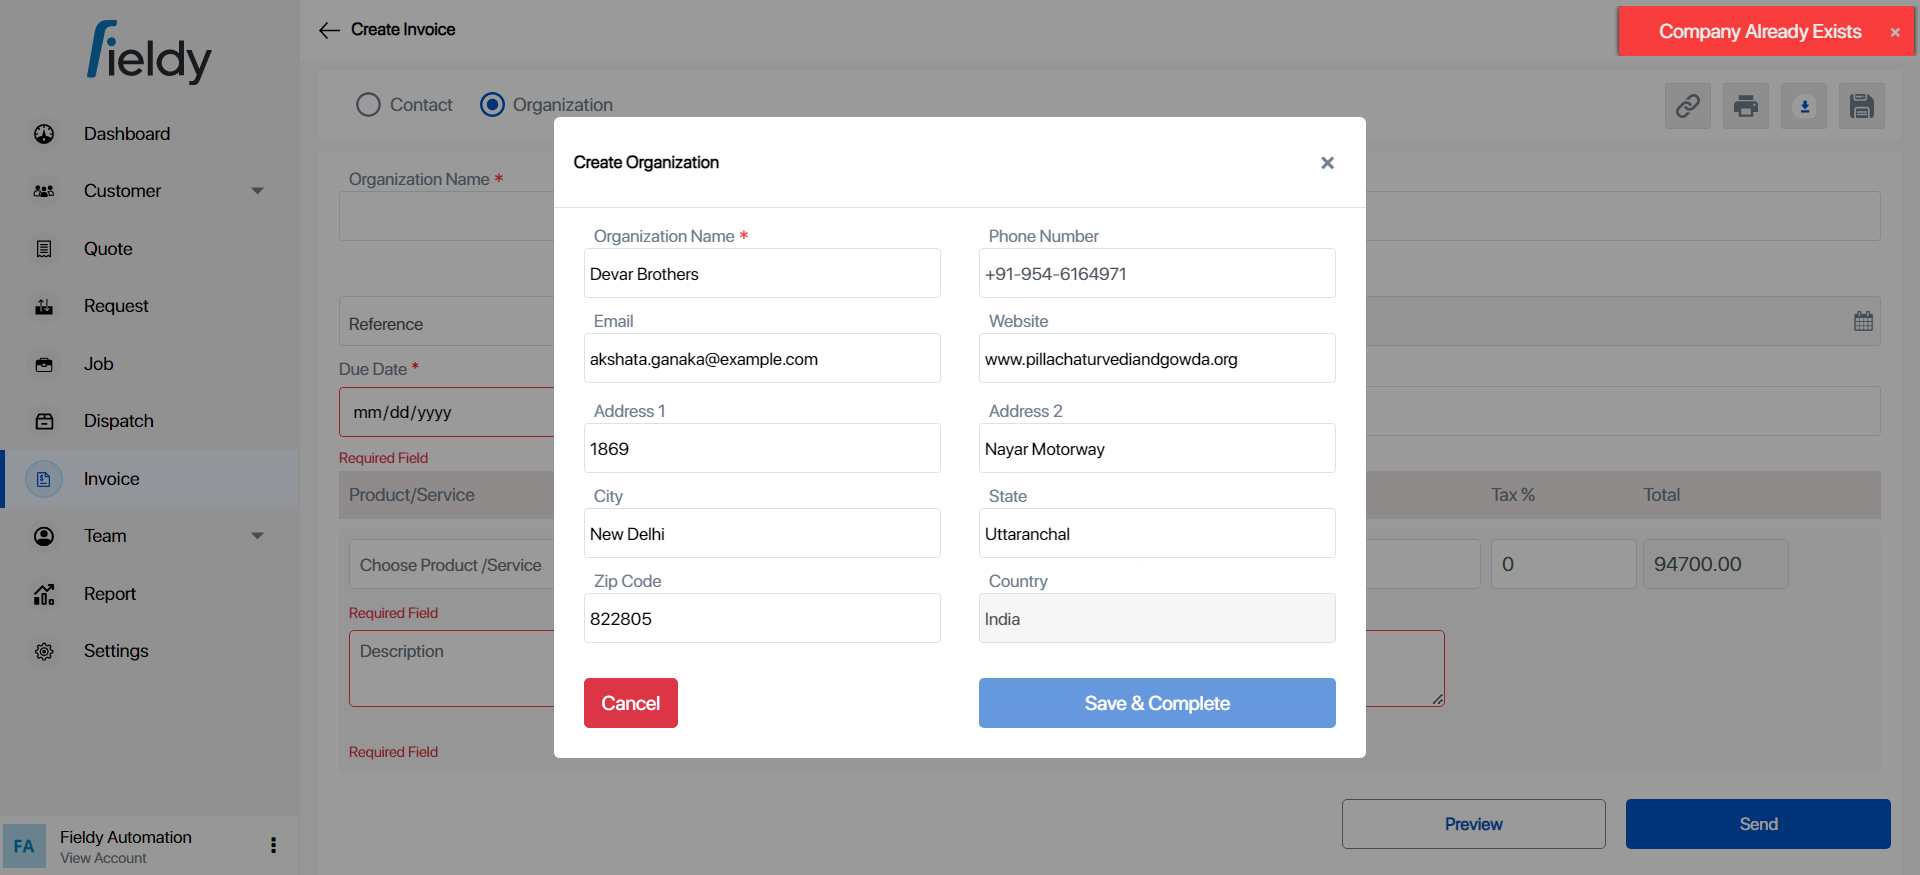 Fieldy
Create Invoice
Company Already Exists ×
Dashboard
Customer
Quote
Request
Job
Dispatch
Invoice
Team
Report
Settings
FA
Fieldy Automation
View Account
Contact
Organization
Organization Name *
Reference
Due Date *
mm/dd/yyyy
Required Field
Product/Service
Tax %
Total
Choose Product /Service
0
94700.00
Required Field
Description
Required Field
Preview
Send
Create Organization
×
Organization Name *
Devar Brothers
Phone Number
+91-954-6164971
Email
akshata.ganaka@example.com
Website
www.pillachaturvediandgowda.org
Address 1
1869
Address 2
Nayar Motorway
City
New Delhi
State
Uttaranchal
Zip Code
822805
Country
India
Cancel
Save & Complete